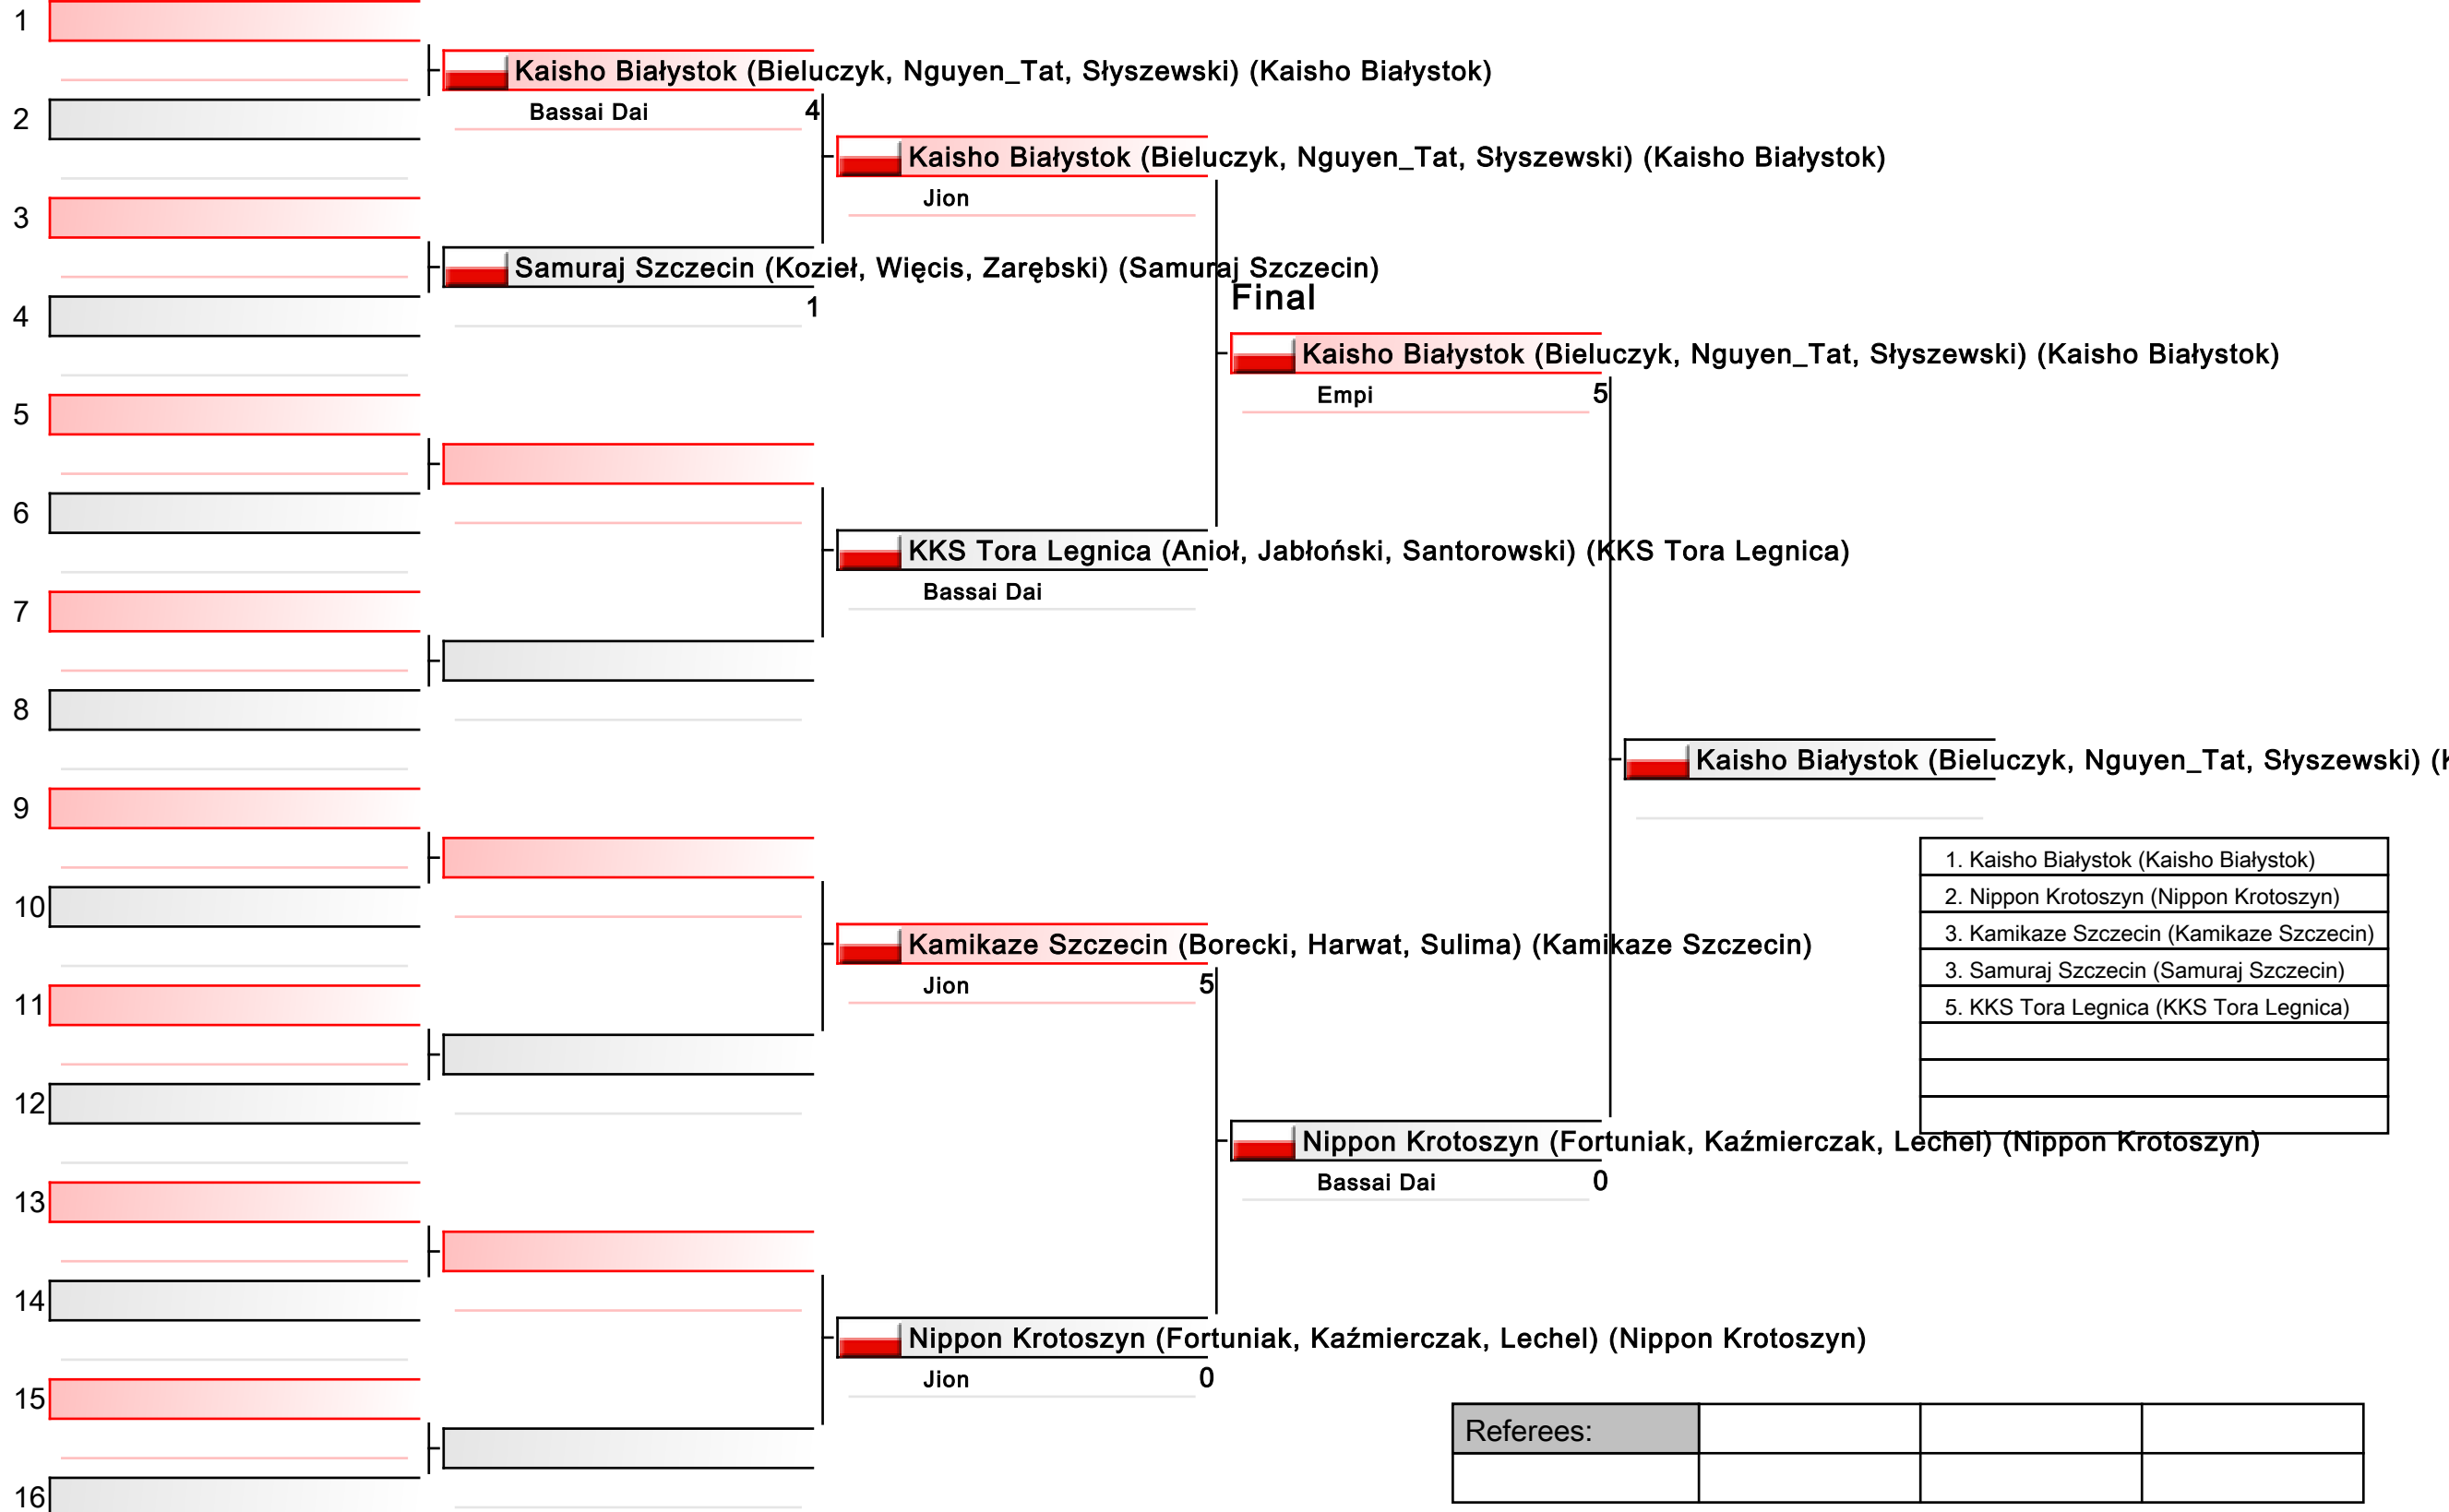 1
Kaisho Białystok (Bieluczyk, Nguyen_Tat, Słyszewski) (Kaisho Białystok)
Bassai Dai 4
2
Kaisho Białystok (Bieluczyk, Nguyen_Tat, Słyszewski) (Kaisho Białystok)
Jion
3
Samuraj Szczecin (Kozieł, Więcis, Zarębski) (Samuraj Szczecin)
1
4
Final
Kaisho Białystok (Bieluczyk, Nguyen_Tat, Słyszewski) (Kaisho Białystok)
Empi 5
5
6
KKS Tora Legnica (Anioł, Jabłoński, Santorowski) (KKS Tora Legnica)
Bassai Dai
7
8
Kaisho Białystok (Bieluczyk, Nguyen_Tat, Słyszewski) (
9
1. Kaisho Białystok (Kaisho Białystok)
2. Nippon Krotoszyn (Nippon Krotoszyn)
3. Kamikaze Szczecin (Kamikaze Szczecin)
3. Samuraj Szczecin (Samuraj Szczecin)
5. KKS Tora Legnica (KKS Tora Legnica)
10
Kamikaze Szczecin (Borecki, Harwat, Sulima) (Kamikaze Szczecin)
Jion 5
11
12
Nippon Krotoszyn (Fortuniak, Kaźmierczak, Lechel) (Nippon Krotoszyn)
Bassai Dai 0
13
14
Nippon Krotoszyn (Fortuniak, Kaźmierczak, Lechel) (Nippon Krotoszyn)
Jion 0
15
Referees:
16